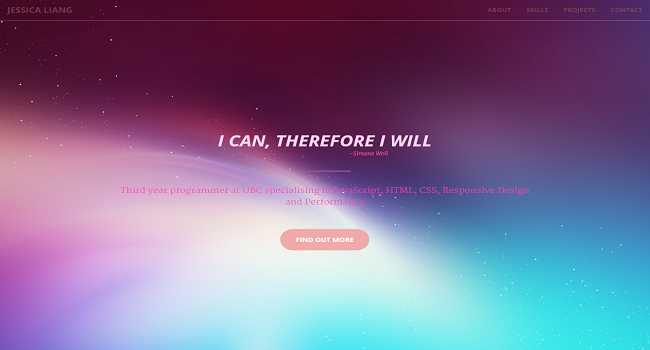 JESSICA LIANG
ABOUT SKILLS PROJECTS CONTACT
I CAN, THEREFORE I WILL
- Simone Weil
Third year programmer at UBC specialising in JavaScript, HTML, CSS, Responsive Design
and Performance
FIND OUT MORE